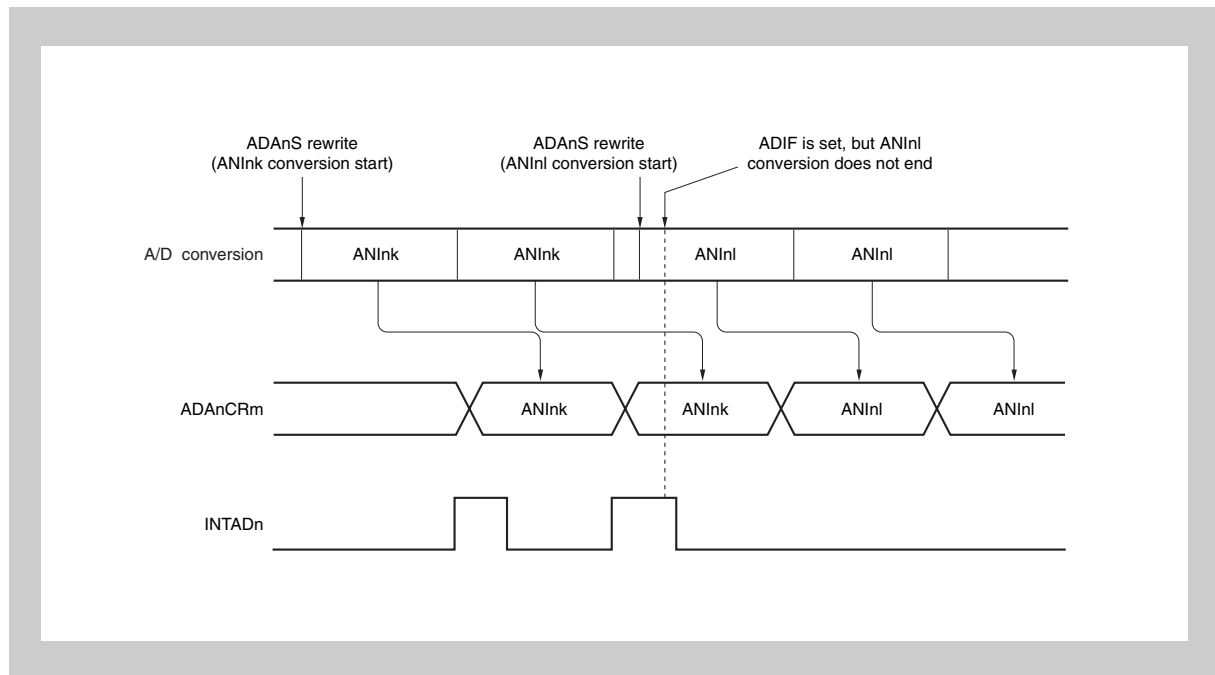 ADAnS rewrite
(ANInk conversion start)
ADAnS rewrite
(ANInl conversion start)
ADIF is set, but ANInl
conversion does not end
A/D conversion
ANInk
ANInk
ANInl
ANInl
ADAnCRm
ANInk
ANInk
ANInl
ANInl
INTADn